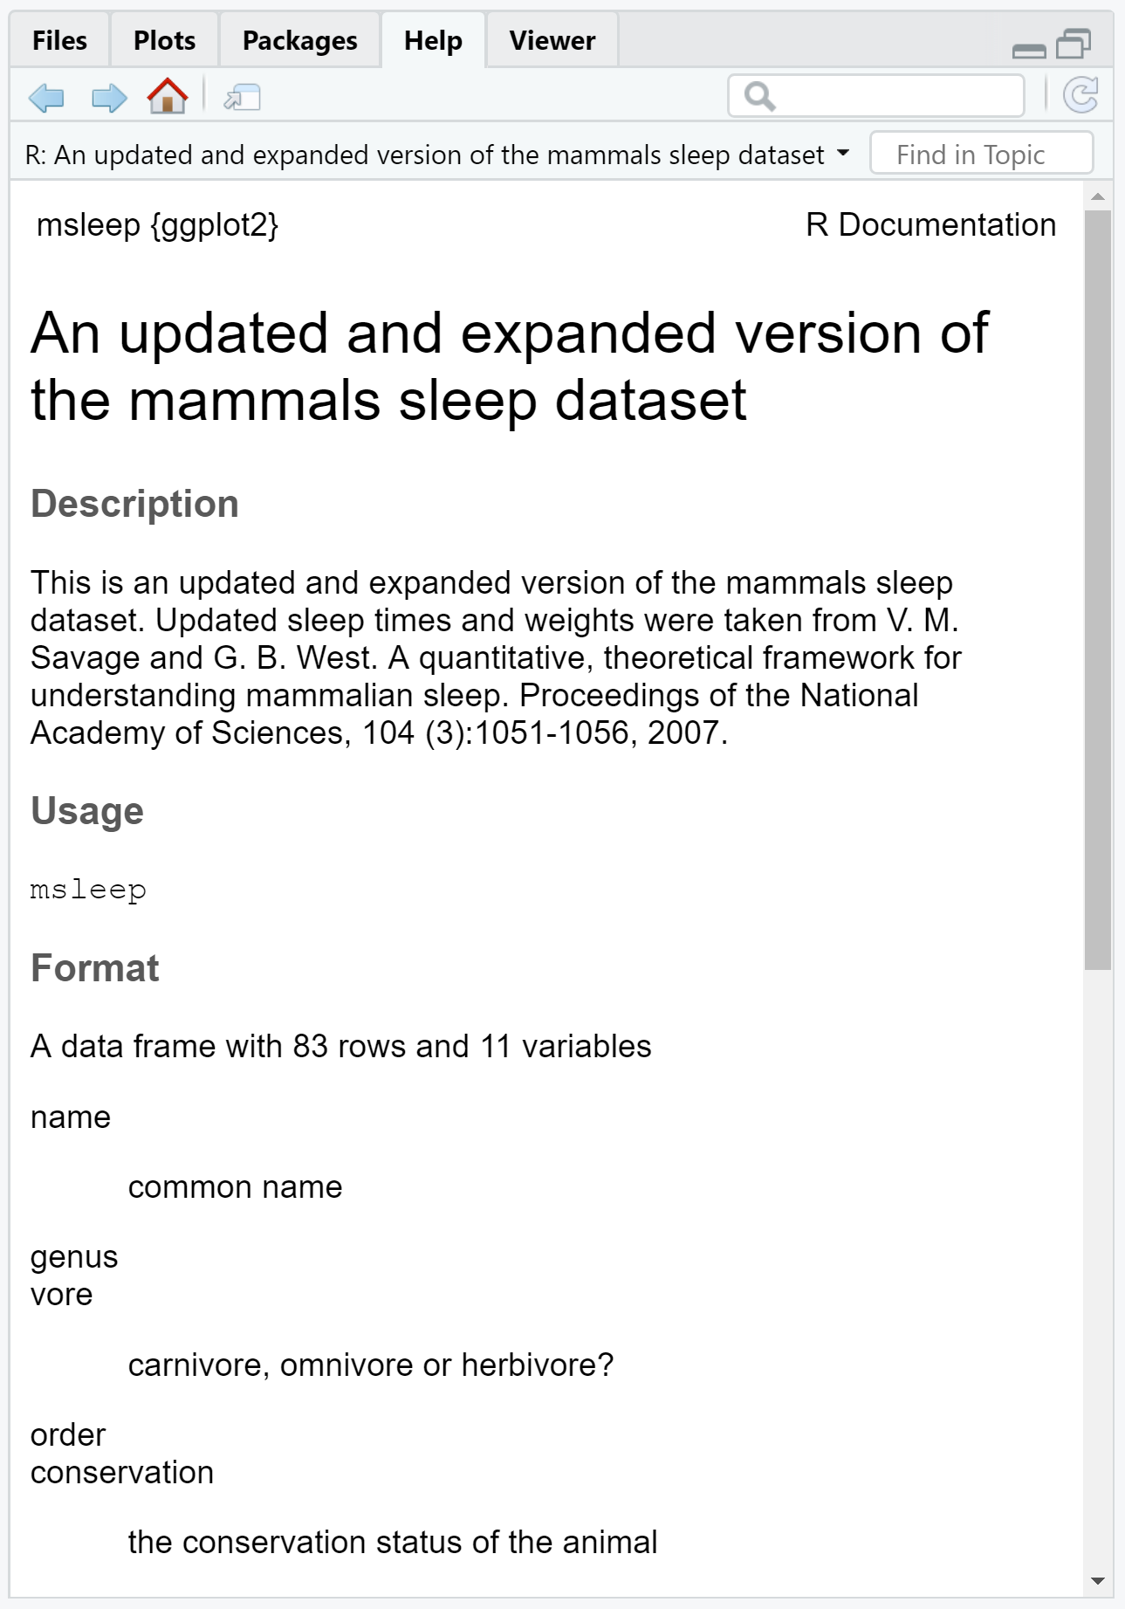 Files Plots Packages Help Viewer
R: An updated and expanded version of the mammals sleep dataset Find in Topic
msleep {ggplot2} R Documentation
An updated and expanded version of
the mammals sleep dataset
Description
This is an updated and expanded version of the mammals sleep
dataset. Updated sleep times and weights were taken from V. M.
Savage and G. B. West. A quantitative, theoretical framework for
understanding mammalian sleep. Proceedings of the National
Academy of Sciences, 104 (3):1051-1056, 2007.
Usage
msleep
Format
A data frame with 83 rows and 11 variables
name
common name
genus
vore
carnivore, omnivore or herbivore?
order
conservation
the conservation status of the animal